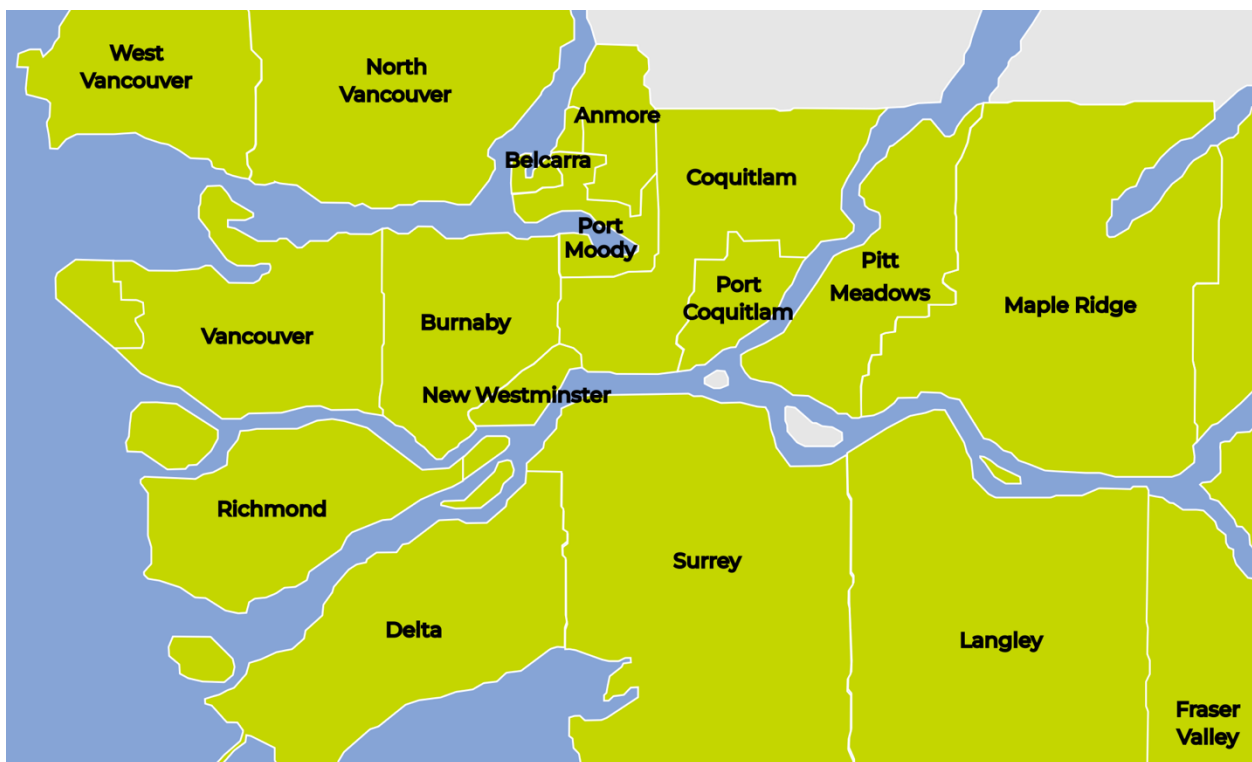 West
Vancouver
North
Vancouver
Anmore
Belcarra
Coquitlam
Port
Moody
Pitt
Meadows
Port
Coquitlam
Maple Ridge
Burnaby
Vancouver
New Westminster
Richmond
Surrey
Delta
Langley
Fraser
Valley